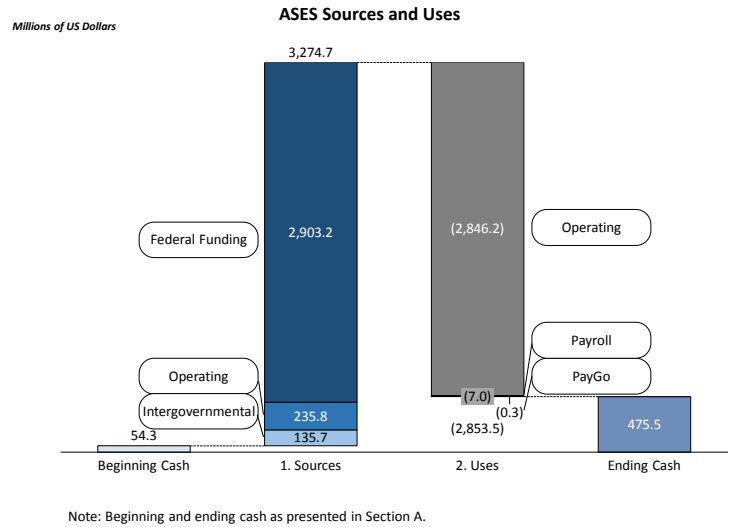 ASES Sources and Uses
Millions of US Dollars
3,274.7
Federal Funding
2,903.2
(2,846.2)
Operating
Payroll
Operating
PayGo
(7.0)
Intergovernmental
235.8
(0.3)
54.3
135.7
(2,853.5)
475.5
Beginning Cash
1. Sources
2. Uses
Ending Cash
Note: Beginning and ending cash as presented in Section A.